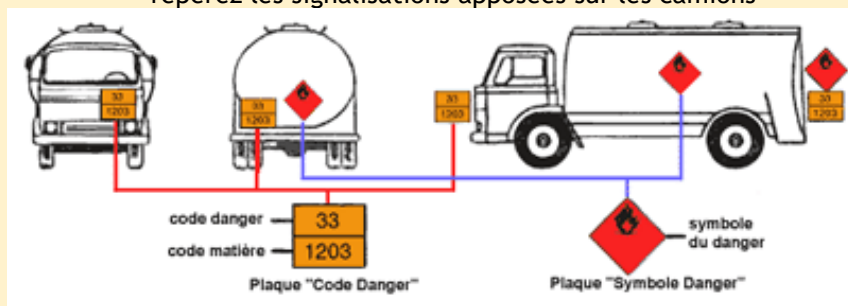 repérez les signalisations apposées sur les camions
33
1203
33
1203
33
1203
33
1203
code danger
33
code matière
1203
symbole
du danger
Plaque "Code Danger"
Plaque "Symbole Danger"